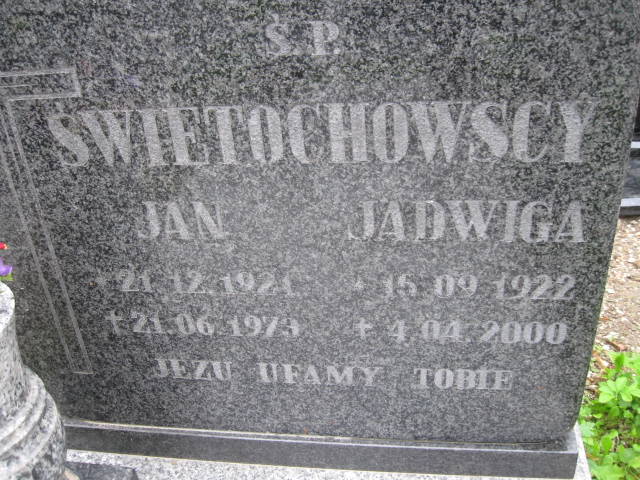 Ś.P.
ŚWIĘTOCHOWSCY
JAN JADWIGA
* 21.12.1921 * 15.09.1922
+ 21.06.1973 + 4.04.2000
JEZU UFAMY TOBIE